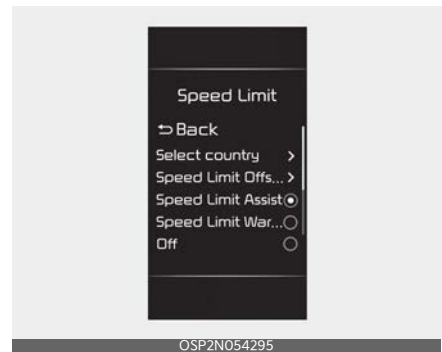 Speed Limit
Back
Select country
Speed Limit Offs...
Speed Limit Assist
Speed Limit War...
Off
OSP2N054295